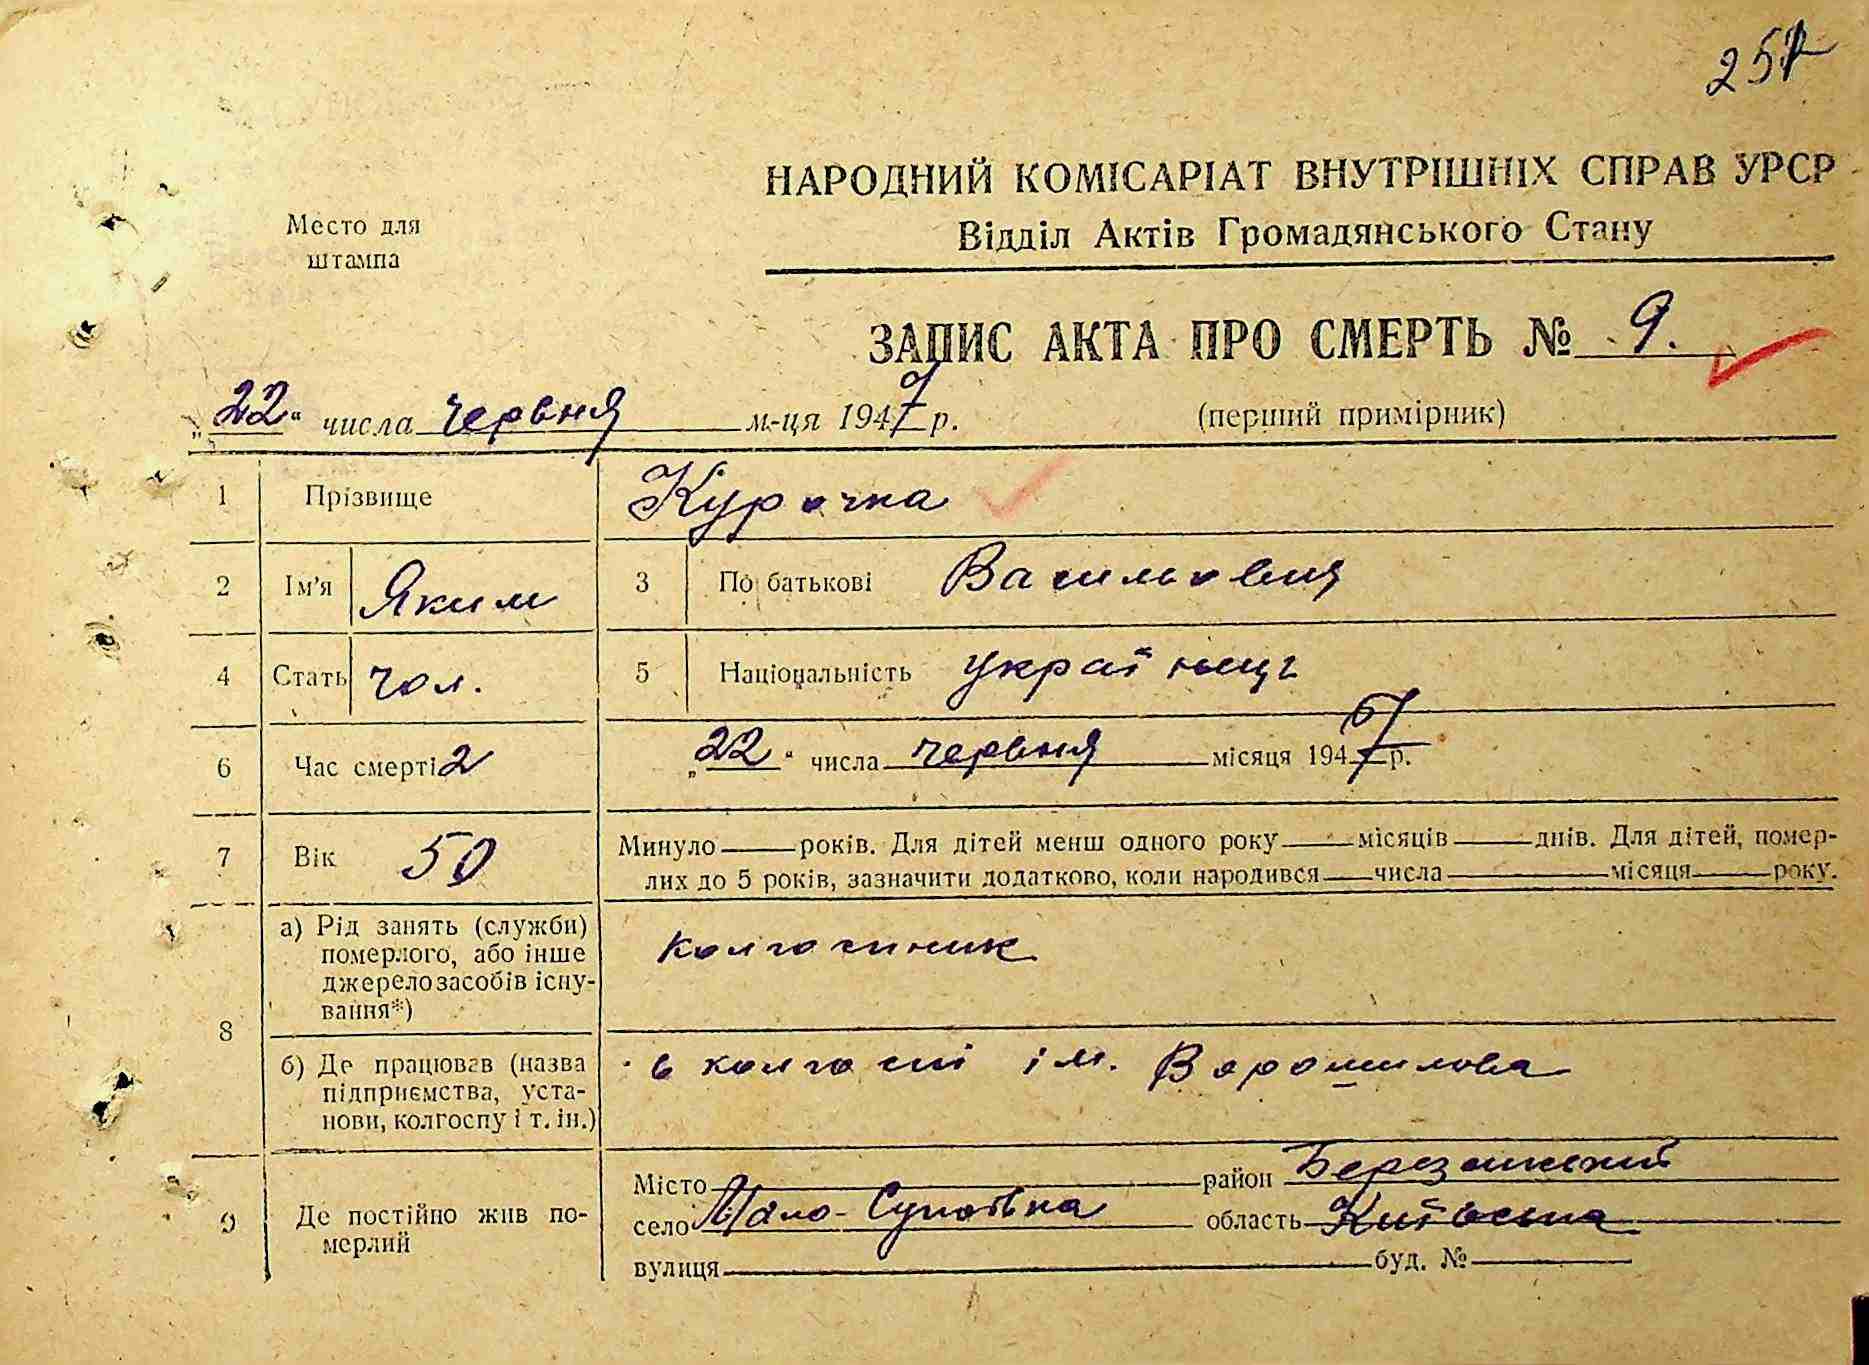 257
НАРОДНИЙ КОМІСАРІАТ ВНУТРІШНІХ СПРАВ УРСР
Відділ Актів Громадянського Стану
Место для
штампа
ЗАПИС АКТА ПРО СМЕРТЬ № 9.
„22“ числа червня м-ця 1947 р.
(перший примірник)
1 Прізвище Курочка
2 Ім'я Яким 3 По батькові Васильович
4 Стать чол. 5 Національність українць
6 Час смерті 2 „22“ числа червня місяця 1947 р.
7 Вік 50 Минуло років. Для дітей менш одного року місяців днів. Для дітей, помер-
лих до 5 років, зазначити додатково, коли народився числа місяця року.
8 а) Рід занять (служби)
померлого, або інше
джерело засобів існу-
вання*)
колгоспник
б) Де працював (назва
підприємства, уста-
нови, колгоспу і т. ін.)
в колгоспі ім. Ворошилова
9 Де постійно жив по-
мерлий
Місто район Березанський
село Мало-Супоївка область Київська
вулиця буд. №